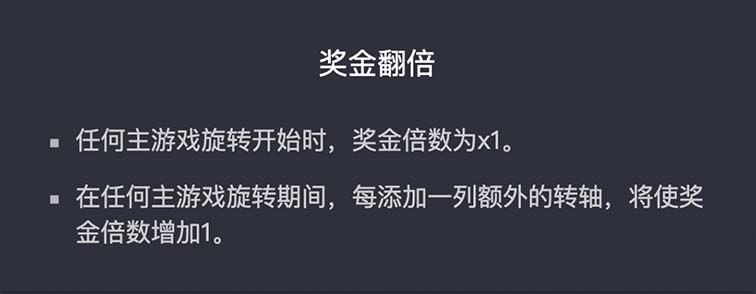 奖金翻倍
任何主游戏旋转开始时，奖金倍数为x1。
在任何主游戏旋转期间，每添加一列额外的转轴，将使奖
金倍数增加1。